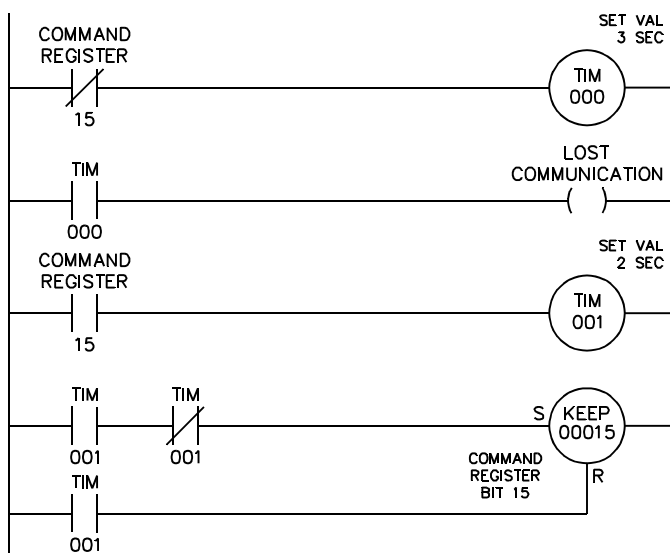 COMMAND
REGISTER
15
SET VAL
3 SEC
TIM
000
TIM
000
LOST
COMMUNICATION
COMMAND
REGISTER
15
SET VAL
2 SEC
TIM
001
TIM
001
TIM
001
S
KEEP
00015
COMMAND
REGISTER
BIT 15
R
TIM
001